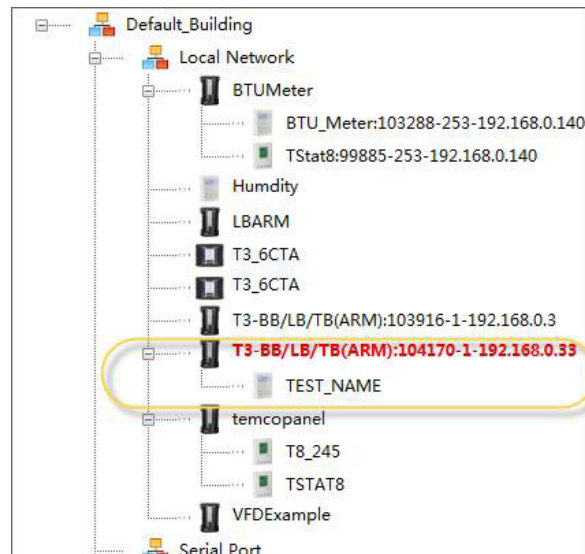 Default_Building
Local Network
BTUMeter
BTU_Meter:103288-253-192.168.0.140
TStat8:99885-253-192.168.0.140
Humdity
LBARM
T3_6CTA
T3_6CTA
T3-BB/LB/TB(ARM):103916-1-192.168.0.3
T3-BB/LB/TB(ARM):104170-1-192.168.0.33
TEST_NAME
temcopanel
T8_245
TSTAT8
VFDExample
Serial Port